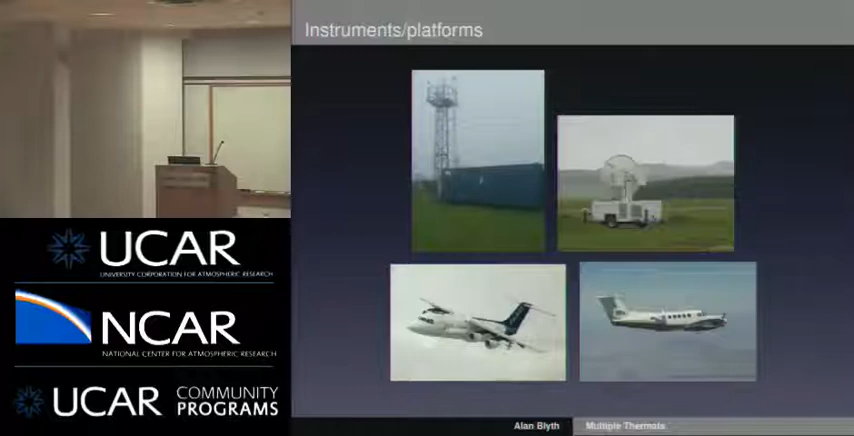 Instruments/platforms
UCAR
UNIVERSITY CORPORATION FOR ATMOSPHERIC RESEARCH
NCAR
NATIONAL CENTER FOR ATMOSPHERIC RESEARCH
UCAR COMMUNITY
PROGRAMS
Alan Blyth
Multiple Thermals